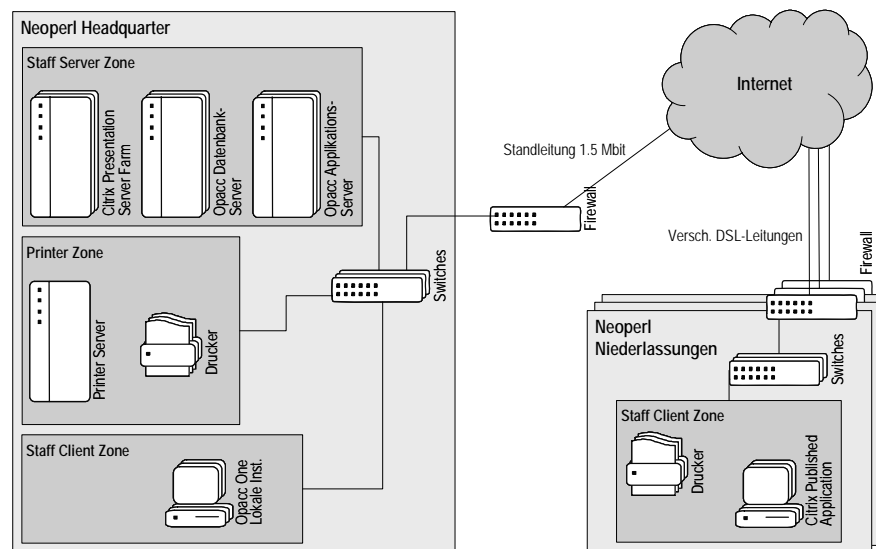 Neoperl Headquarter
Staff Server Zone
Citrix Presentation
Server Farm
Opacc Datenbank-
Server
Opacc Applikations-
Server
Printer Zone
Printer Server
Drucker
Switches
Staff Client Zone
Opacc One
Lokale Inst.
Firewall
Standleitung 1.5 Mbit
Internet
Versch. DSL-Leitungen
Firewall
Neoperl
Niederlassungen
Switches
Staff Client Zone
Drucker
Citrix Published
Application